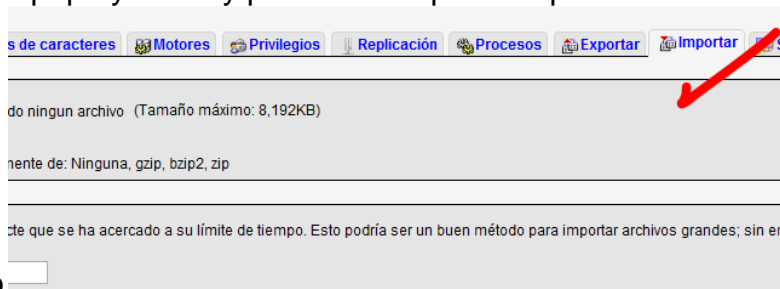 s de caracteres Motores Privilegios Replicación Procesos Exportar Importar
do ningun archivo (Tamaño máximo: 8,192KB)
nente de: Ninguna, gzip, bzip2, zip
cte que se ha acercado a su límite de tiempo. Esto podría ser un buen método para importar archivos grandes; sin en